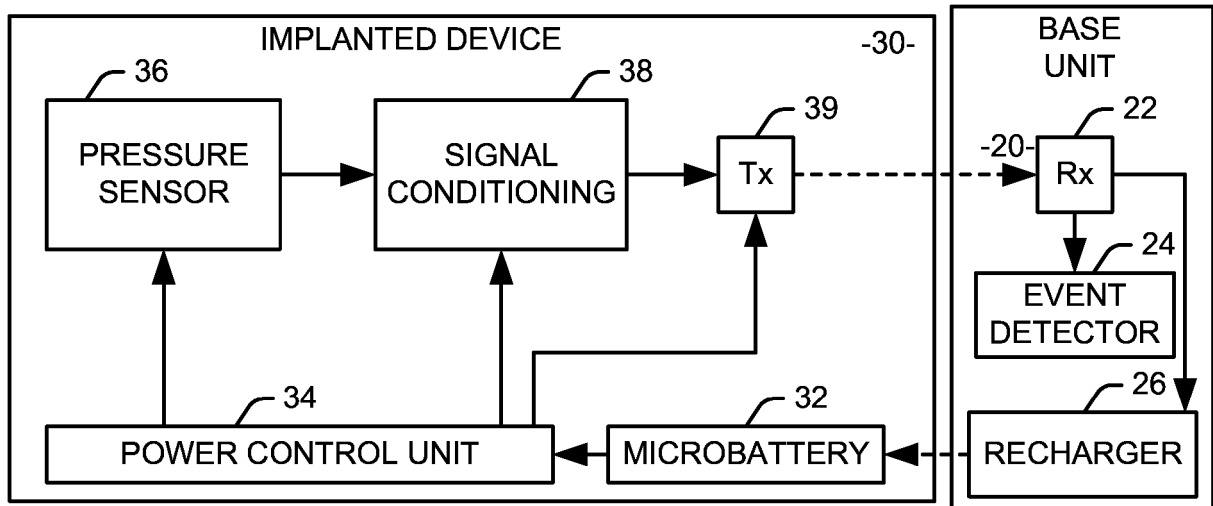 IMPLANTED DEVICE
-30-
36
PRESSURE
SENSOR
38
SIGNAL
CONDITIONING
39
Tx
34
POWER CONTROL UNIT
32
MICROBATTERY
BASE
UNIT
-20-
22
Rx
24
EVENT
DETECTOR
26
RECHARGER